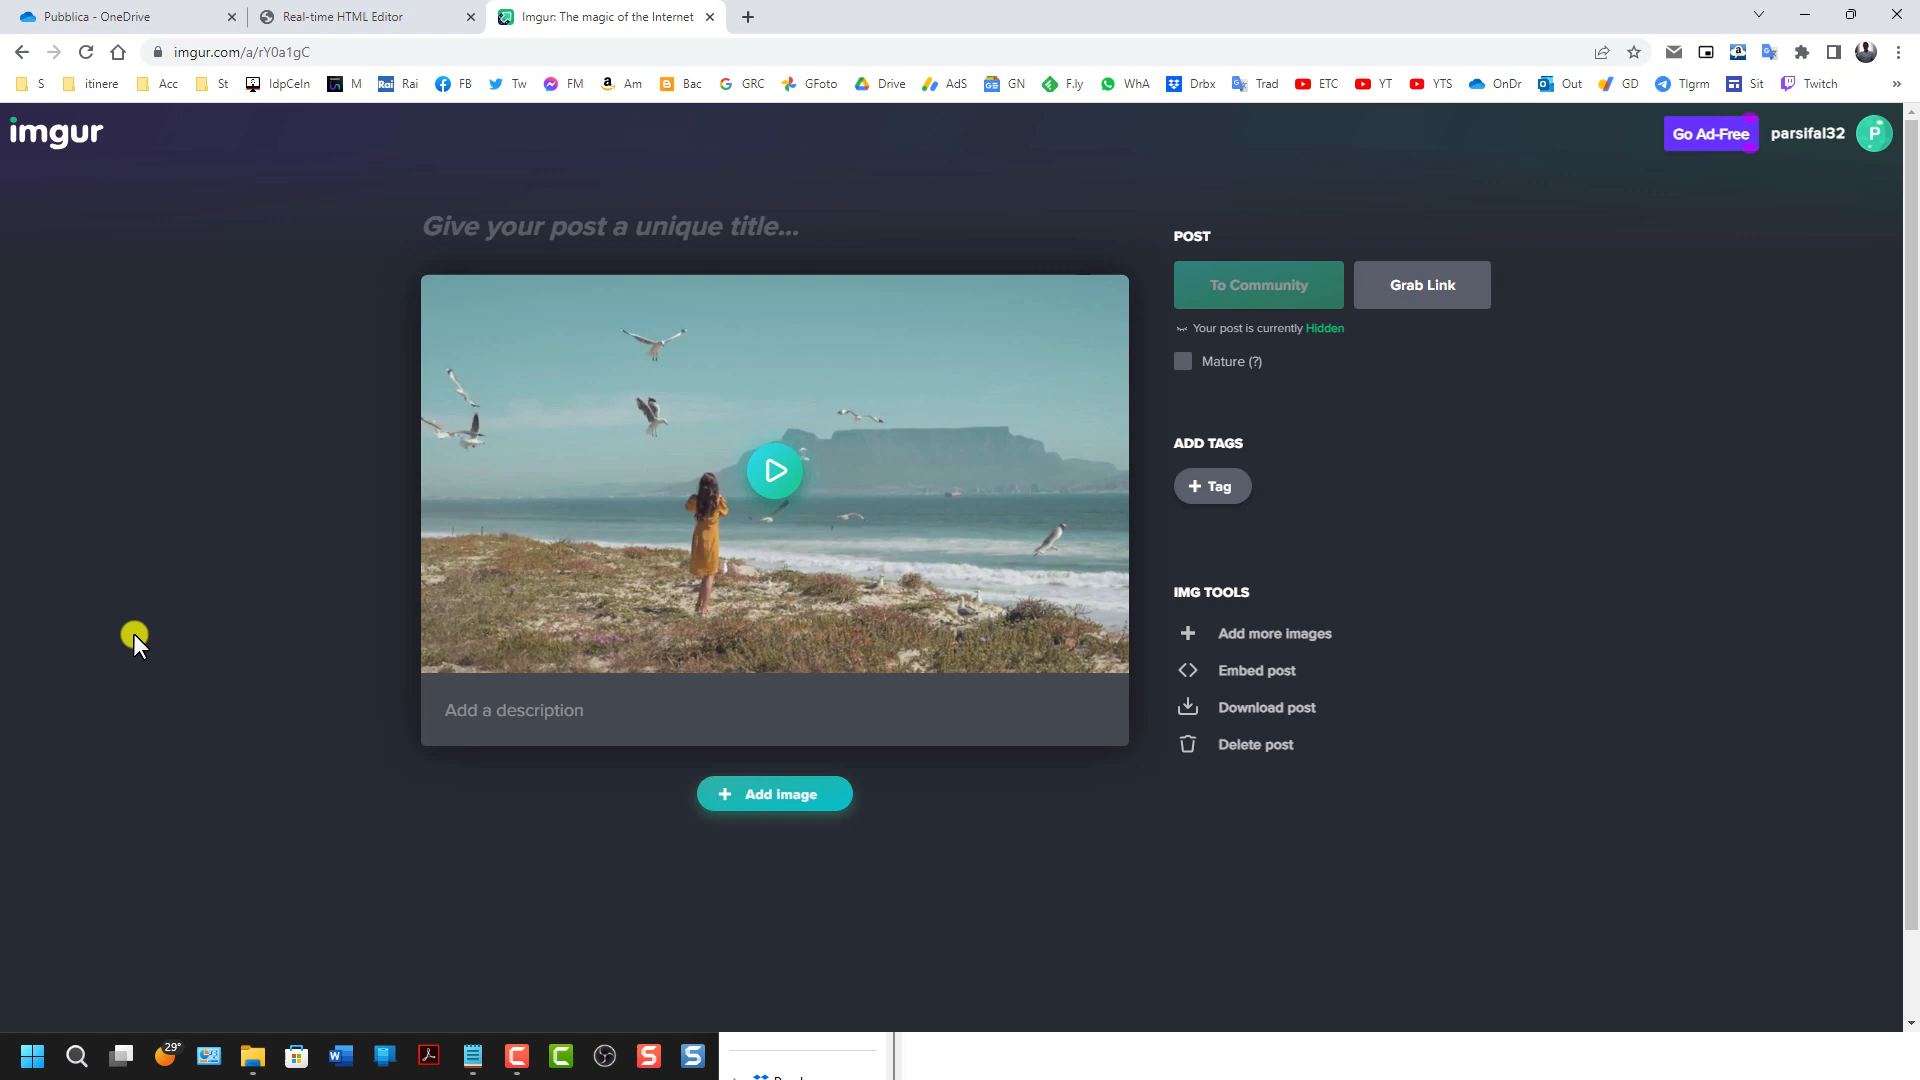 Pubblica - OneDrive
Real-time HTML Editor
Imgur: The magic of the Internet
imgur.com/a/rY0a1gC
S
itinere
Acc
St
IdpCeIn
M
Rai
FB
Tw
FM
Am
Bac
GRC
GFoto
Drive
AdS
GN
F.ly
WhA
Drbx
Trad
ETC
YT
YTS
OnDr
Out
GD
Tlgrm
Sit
Twitch
imgur
Go Ad-Free
parsifal32
P
Give your post a unique title...
POST
To Community
Grab Link
Your post is currently Hidden
Mature (?)
ADD TAGS
+ Tag
IMG TOOLS
Add more images
Embed post
Download post
Delete post
Add a description
+ Add image
29°